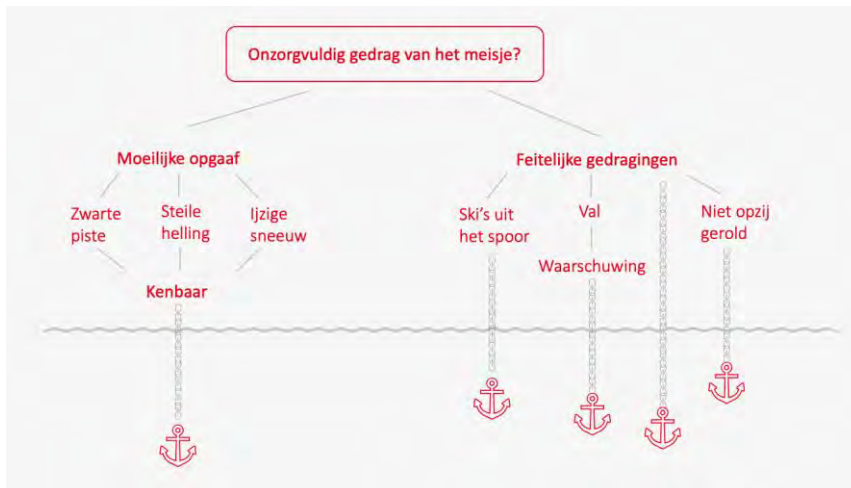 Onzorgvuldig gedrag van het meisje?
Moeilijke opgaaf
Zwarte
piste
Steile
helling
Ijzige
sneeuw
Kenbaar
Feitelijke gedragingen
Ski's uit
het spoor
Val
Waarschuwing
Niet opzij
gerold